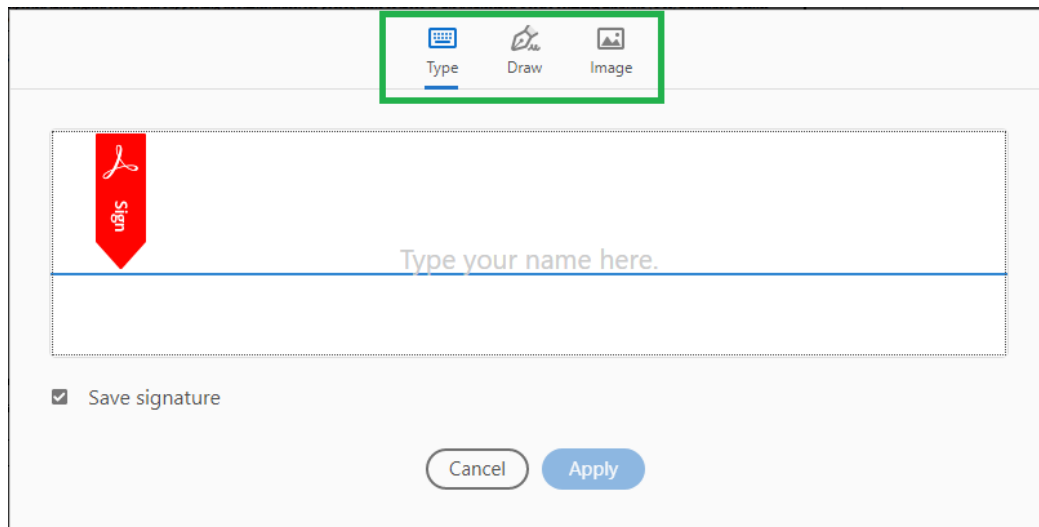 Type Draw Image
Sign
Type your name here.
Save signature
Cancel Apply